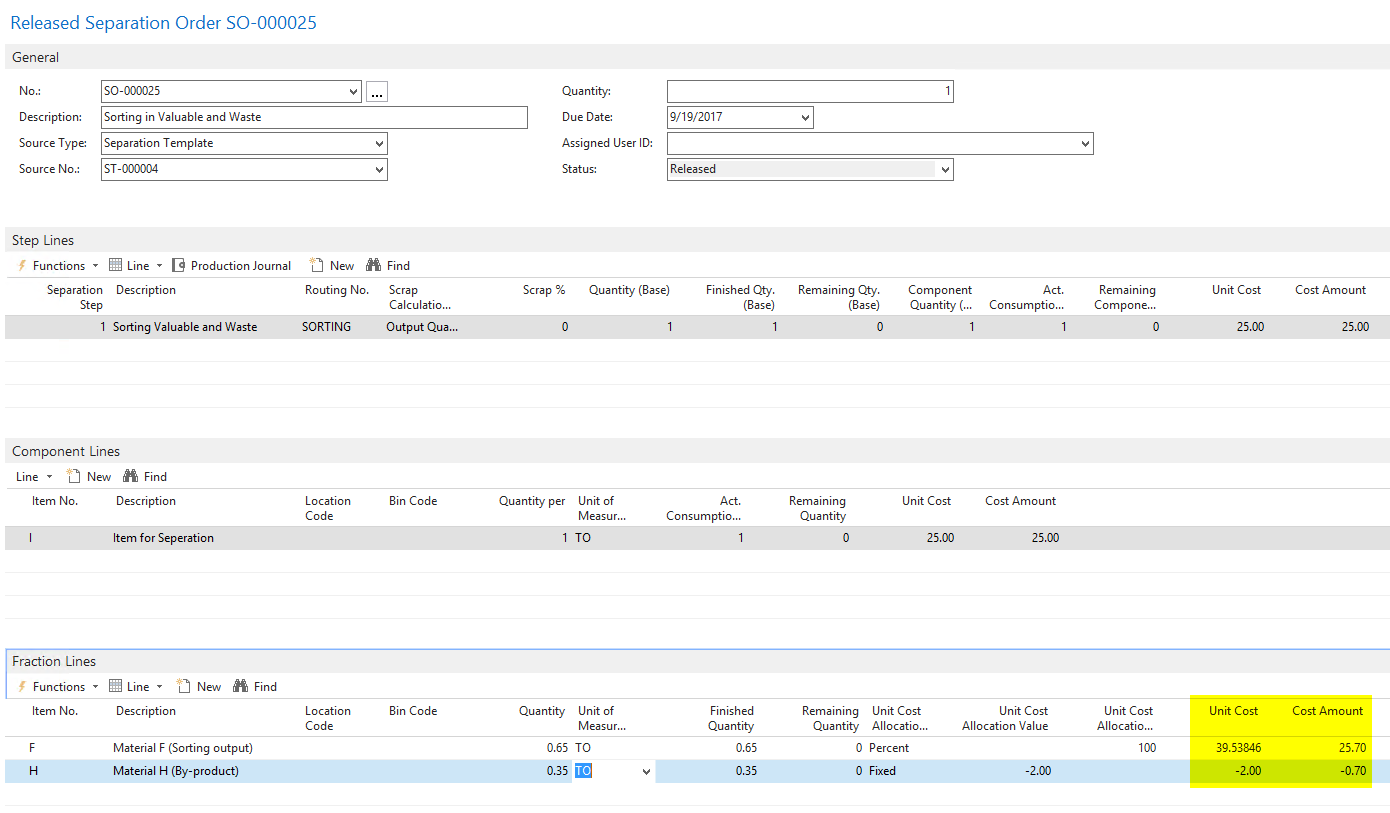 Released Separation Order SO-000025
General
No.: SO-000025 ... Quantity: 1
Description: Sorting in Valuable and Waste Due Date: 9/19/2017
Source Type: Separation Template Assigned User ID:
Source No.: ST-000004 Status: Released
Step Lines
Functions Line Production Journal New Find
Separation Step Description Routing No. Scrap Calculatio... Scrap % Quantity (Base) Finished Qty. (Base) Remaining Qty. (Base) Component Quantity (... Act. Consumptio... Remaining Compone... Unit Cost Cost Amount
1 Sorting Valuable and Waste SORTING Output Qua... 0 1 1 0 1 1 0 25.00 25.00
Component Lines
Line New Find
Item No. Description Location Code Bin Code Quantity per Unit of Measur... Act. Consumptio... Remaining Quantity Unit Cost Cost Amount
I Item for Seperation 1 TO 1 0 25.00 25.00
Fraction Lines
Functions Line New Find
Item No. Description Location Code Bin Code Quantity Unit of Measur... Finished Quantity Remaining Quantity Unit Cost Allocatio... Unit Cost Allocation Value Unit Cost Allocatio... Unit Cost Cost Amount
F Material F (Sorting output) 0.65 TO 0.65 0 Percent 100 39.53846 25.70
H Material H (By-product) 0.35 TO 0.35 0 Fixed -2.00 -2.00 -0.70